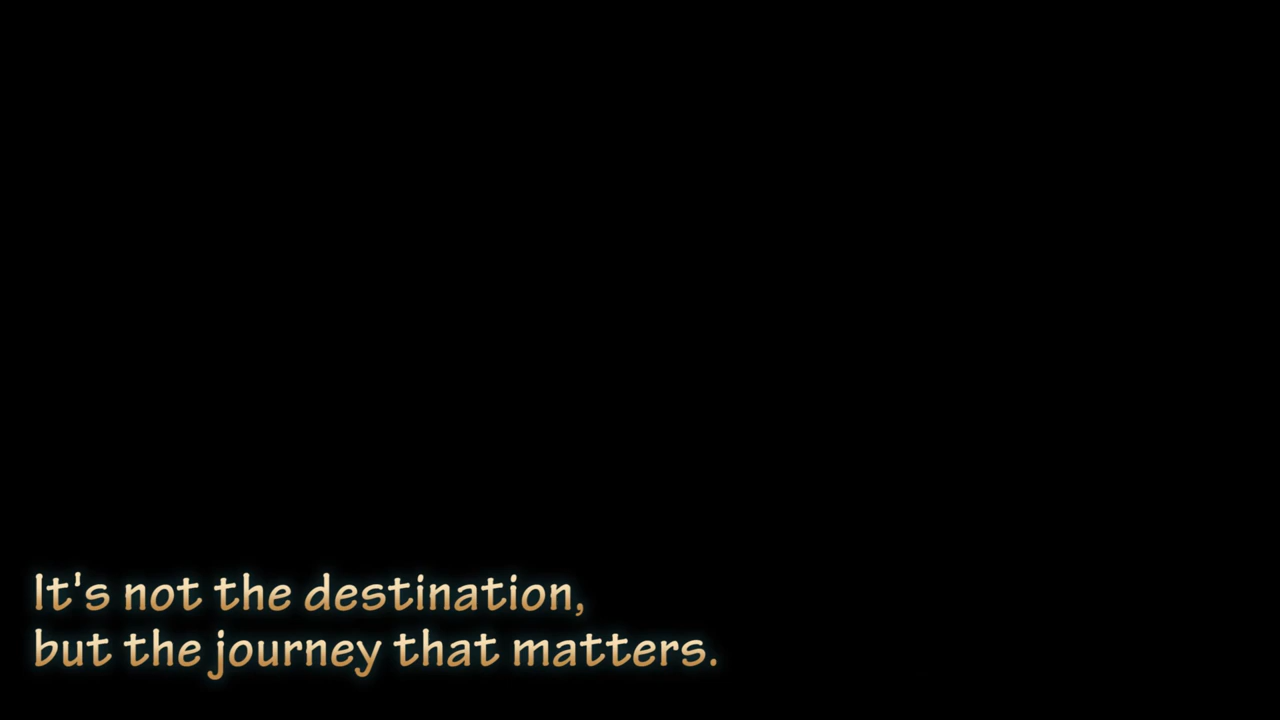 It's not the destination,
but the journey that matters.